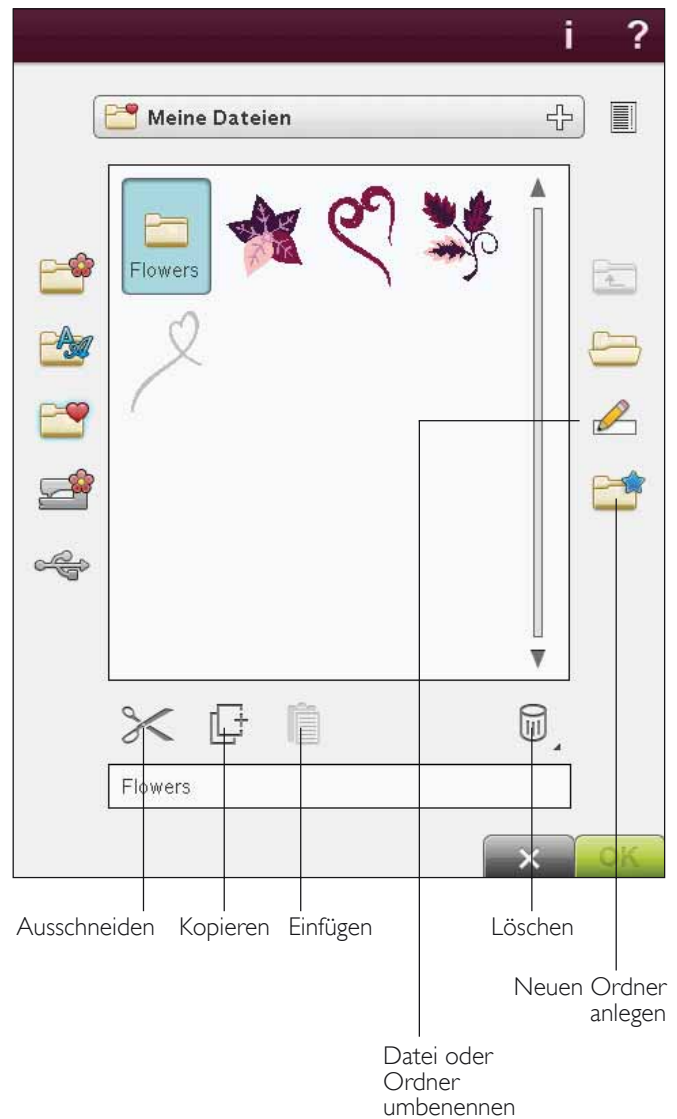 i ?
Meine Dateien
Flowers
Flowers
OK
Ausschneiden Kopieren Einfügen Löschen
Neuen Ordner
anlegen
Datei oder
Ordner
umbenennen